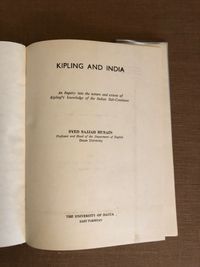 KIPLING AND INDIA
An Inquiry into the nature and extent of
Kipling's knowledge of the Indian Sub-Continent
SYED SAJJAD HUSAIN
Professor and Head of the Department of English
Dacca University
THE UNIVERSITY OF DACCA
EAST PAKISTAN